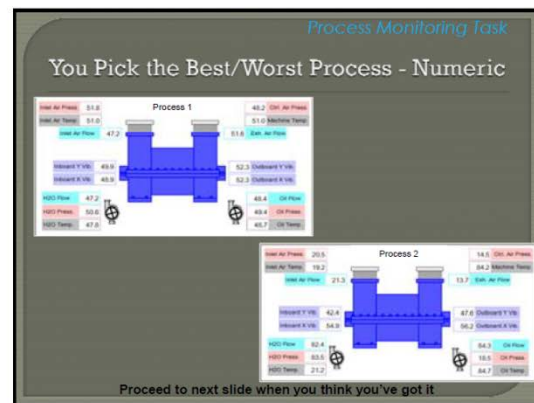 Process Monitoring Task
You Pick the Best/Worst Process - Numeric
Process 1
Inlet Air Press. 51.8
48.2 Ctrl. Air Press
Inlet Air Temp. 51.0
51.0 Machine Temp
Inlet Air Flow 47.2
51.6 Exh. Air Flow
Inboard Y Vib. 49.8
52.3 Outboard Y Vib.
Inboard X Vib. 48.9
52.3 Outboard X Vib.
H2O Flow 47.2
48.4 Oil Flow
H2O Press. 50.6
49.4 Oil Press
H2O Temp. 47.8
48.7 Oil Temp.
Process 2
Inlet Air Press 20.5
14.5 Ctrl. Air Press
Inlet Air Temp. 19.2
84.2 Machine Temp
Inlet Air Flow 21.3
13.7 Exh. Air Flow
Inboard Y Vib. 42.4
47.6 Outboard Y Vib.
Inboard X Vib. 54.9
56.2 Outboard X Vib.
H2O Flow 82.4
84.3 Oil Flow
H2O Press 83.5
18.5 Oil Press
H2O Temp 21.2
84.7 Oil Temp
Proceed to next slide when you think you've got it